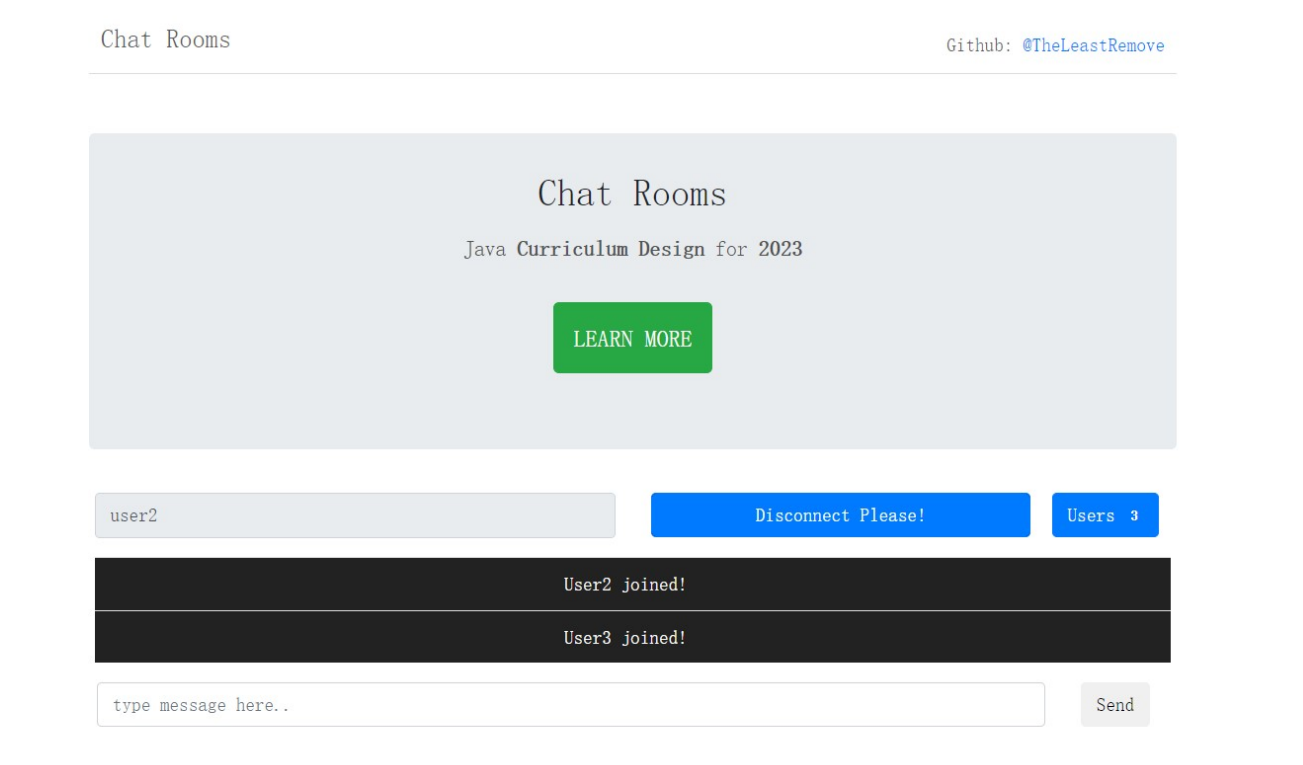 Chat Rooms
Github: @TheLeastRemove
Chat Rooms
Java Curriculum Design for 2023
LEARN MORE
user2
Disconnect Please!
Users 3
User2 joined!
User3 joined!
type message here..
Send